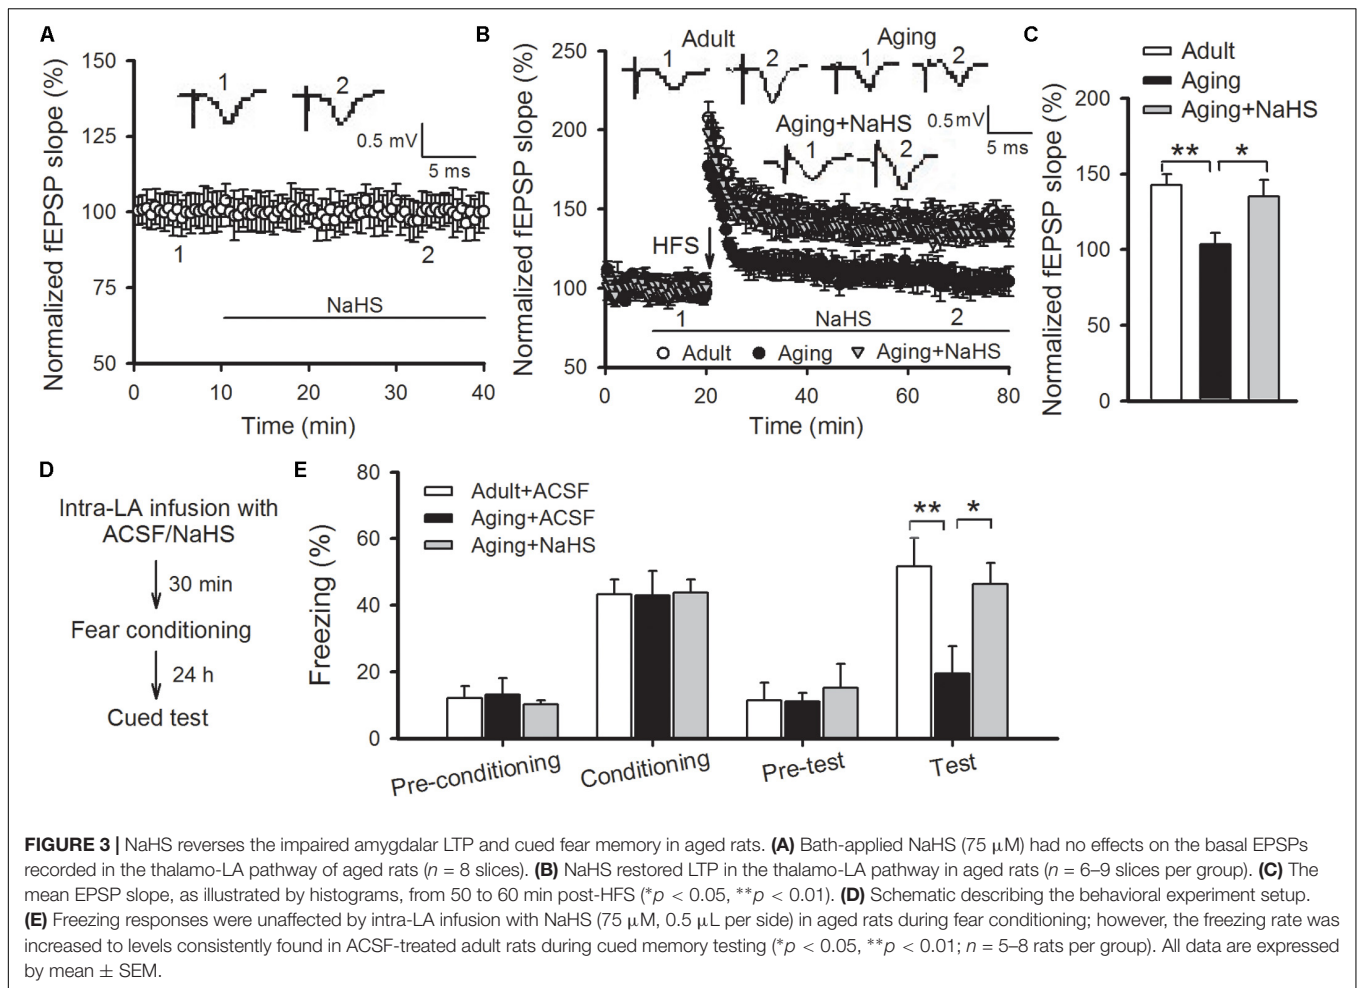 A
Normalized fEPSP slope (%)
150
125
100
75
50
1
2
0.5 mV
5 ms
1
2
NaHS
0
10
20
30
40
Time (min)
B
Normalized fEPSP slope (%)
250
200
150
100
50
Adult
Aging
1
2
1
2
Aging+NaHS
0.5 mV
5 ms
1
2
HFS
1
NaHS
2
Adult
Aging
Aging+NaHS
0
20
40
60
80
Time (min)
C
Adult
Aging
Aging+NaHS
Normalized fEPSP slope (%)
200
150
100
50
0
**
*
D
Intra-LA infusion with
ACSF/NaHS
30 min
Fear conditioning
24 h
Cued test
E
Freezing (%)
80
60
40
20
0
Adult+ACSF
Aging+ACSF
Aging+NaHS
**
*
Pre-conditioning
Conditioning
Pre-test
Test
FIGURE 3 | NaHS reverses the impaired amygdalar LTP and cued fear memory in aged rats. (A) Bath-applied NaHS (75 μM) had no effects on the basal EPSPs
recorded in the thalamo-LA pathway of aged rats (n = 8 slices). (B) NaHS restored LTP in the thalamo-LA pathway in aged rats (n = 6–9 slices per group). (C) The
mean EPSP slope, as illustrated by histograms, from 50 to 60 min post-HFS (*p < 0.05, **p < 0.01). (D) Schematic describing the behavioral experiment setup.
(E) Freezing responses were unaffected by intra-LA infusion with NaHS (75 μM, 0.5 μL per side) in aged rats during fear conditioning; however, the freezing rate was
increased to levels consistently found in ACSF-treated adult rats during cued memory testing (*p < 0.05, **p < 0.01; n = 5–8 rats per group). All data are expressed
by mean ± SEM.